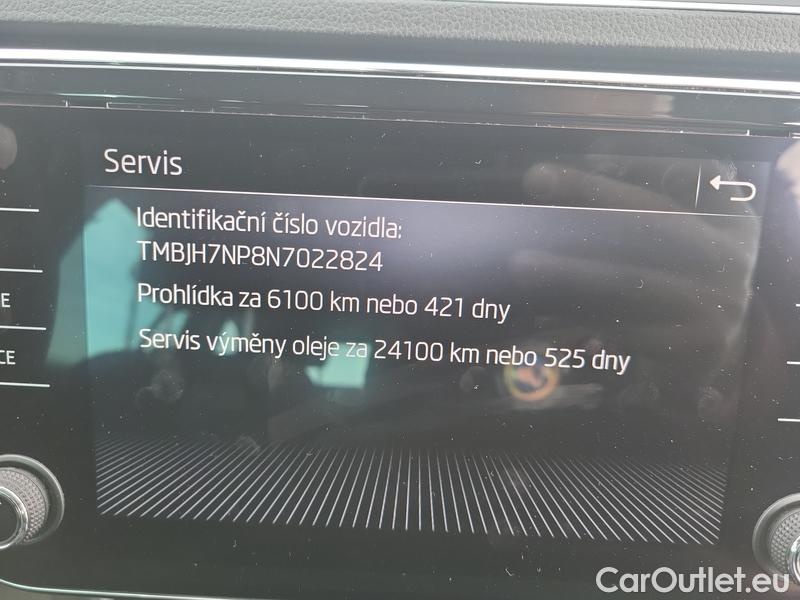 Servis
Identifikační číslo vozidla:
TMBJH7NP8N7022824
Prohlídka za 6100 km nebo 421 dny
Servis výměny oleje za 24100 km nebo 525 dny
E
CE
CarOutlet.eu